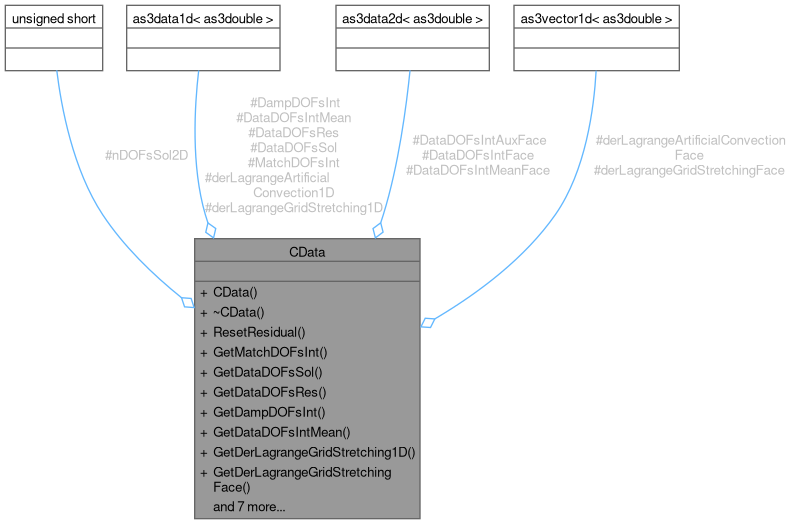 unsigned short
as3data1d< as3double >
as3data2d< as3double >
as3vector1d< as3double >
#nDOFsSol2D
#DampDOFsInt
#DataDOFsIntMean
#DataDOFsRes
#DataDOFsSol
#MatchDOFsInt
#derLagrangeArtificial
Convection1D
#derLagrangeGridStretching1D
#DataDOFsIntAuxFace
#DataDOFsIntFace
#DataDOFsIntMeanFace
#derLagrangeArtificialConvection
Face
#derLagrangeGridStretchingFace
CData
+ CData()
+ ~CData()
+ ResetResidual()
+ GetMatchDOFsInt()
+ GetDataDOFsSol()
+ GetDataDOFsRes()
+ GetDampDOFsInt()
+ GetDataDOFsIntMean()
+ GetDerLagrangeGridStretching1D()
+ GetDerLagrangeGridStretching
Face()
and 7 more...